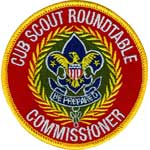 CUB SCOUT ROUNDTABLE
BE PREPARED
COMMISSIONER